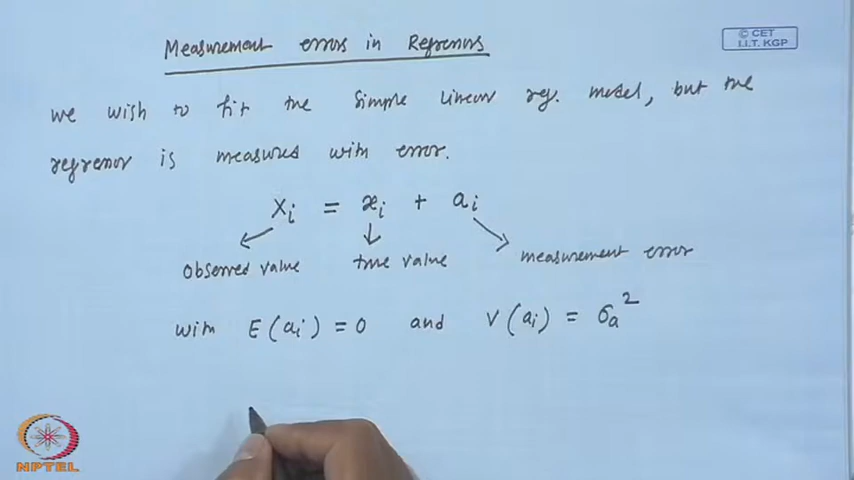 © CET
I.I.T. KGP
Measurement errors in Regressors
we wish to fit the simple linear reg. model, but the
regressor is measures with error.
Xi = xi + ai
observed value true value measurement error
with E(ai) = 0 and V(ai) = σa²
NPTEL